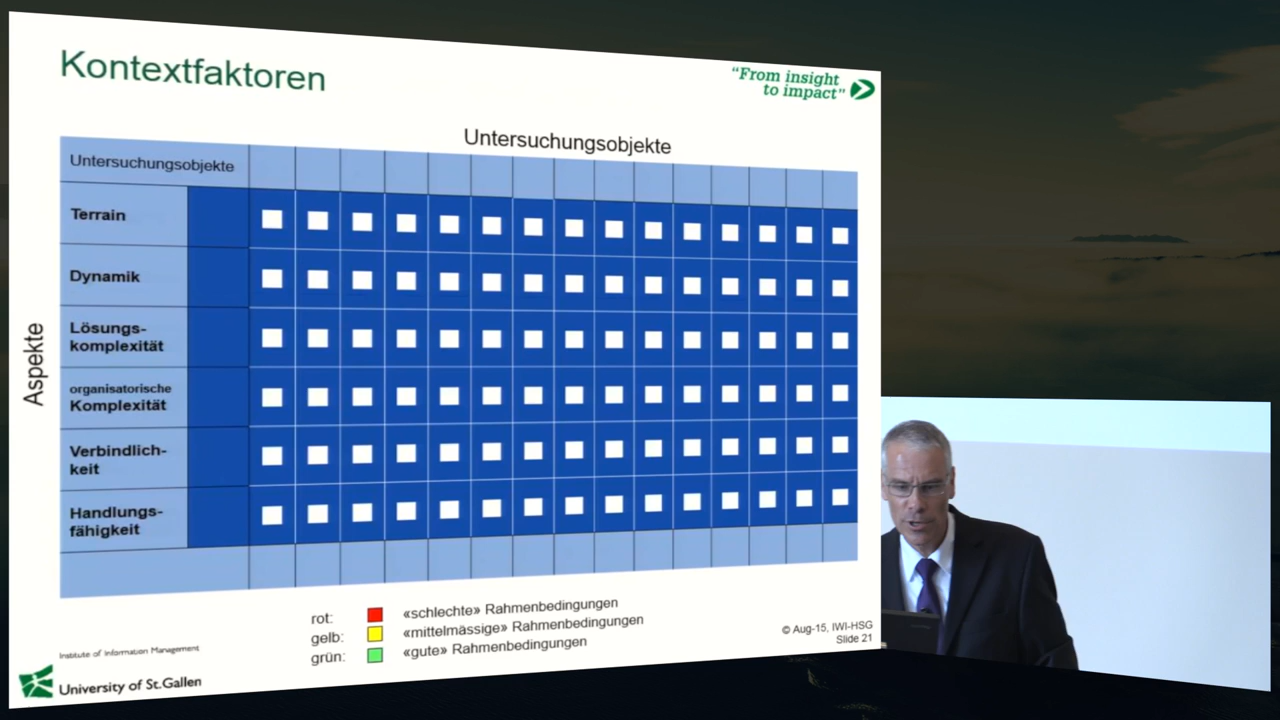 Kontextfaktoren
“From insight
to impact”
Untersuchungsobjekte
Untersuchungsobjekte
Aspekte
Terrain
Dynamik
Lösungs-
komplexität
organisatorische
Komplexität
Verbindlich-
keit
Handlungs-
fähigkeit
rot: «schlechte» Rahmenbedingungen
gelb: «mittelmässige» Rahmenbedingungen
grün: «gute» Rahmenbedingungen
© Aug-15, IWI-HSG
Slide 21
Institute of Information Management
University of St.Gallen